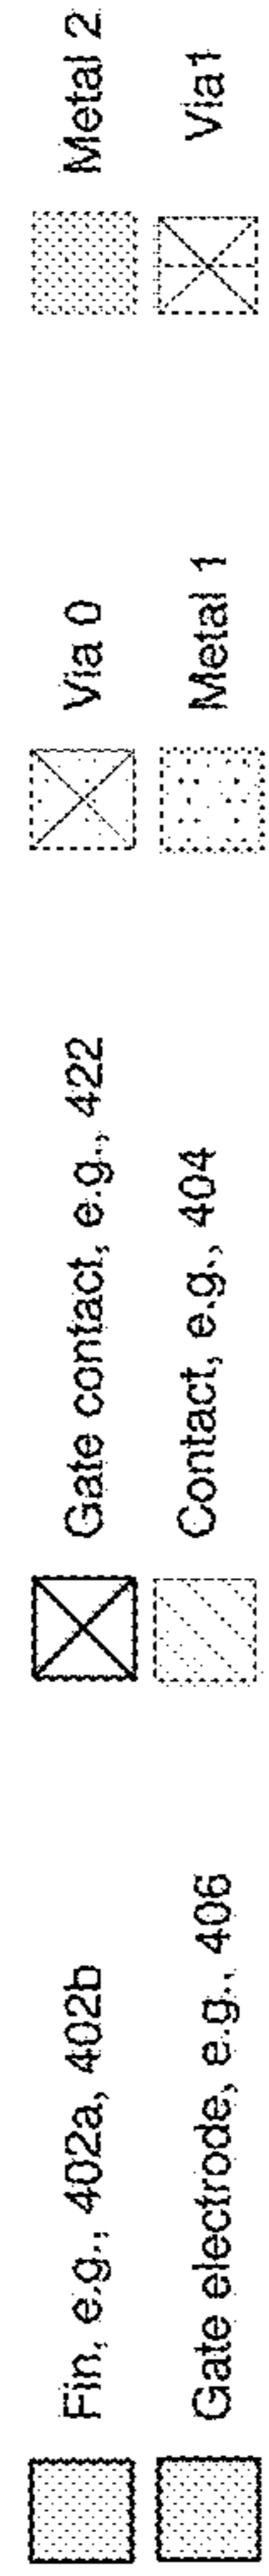 Fin, e.g., 402a, 402b
Gate contact, e.g., 422
Via 0
Metal 2
Gate electrode, e.g., 406
Contact, e.g., 404
Metal 1
Via1